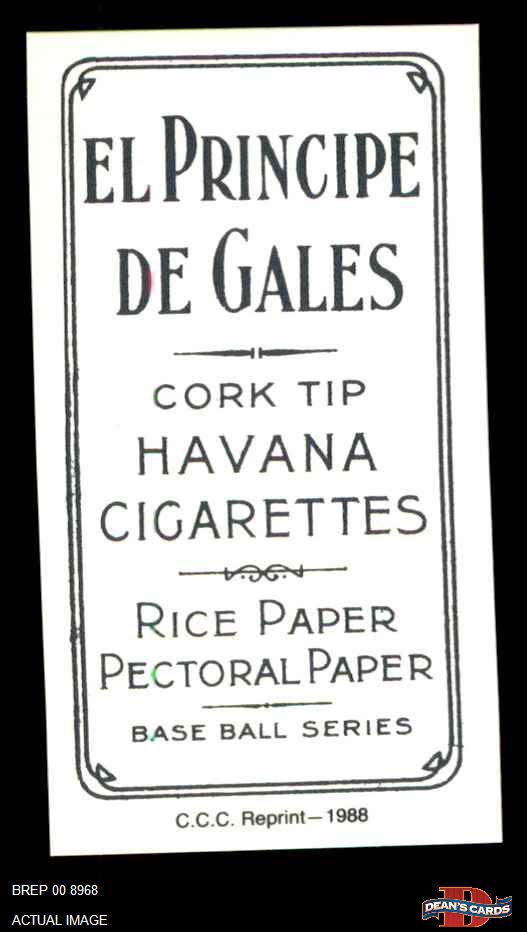 EL PRINCIPE
DE GALES
CORK TIP
HAVANA
CIGARETTES
RICE PAPER
PECTORAL PAPER
BASE BALL SERIES
C.C.C. Reprint—1988
BREP 00 8968
ACTUAL IMAGE
D
DEAN'S CARDS